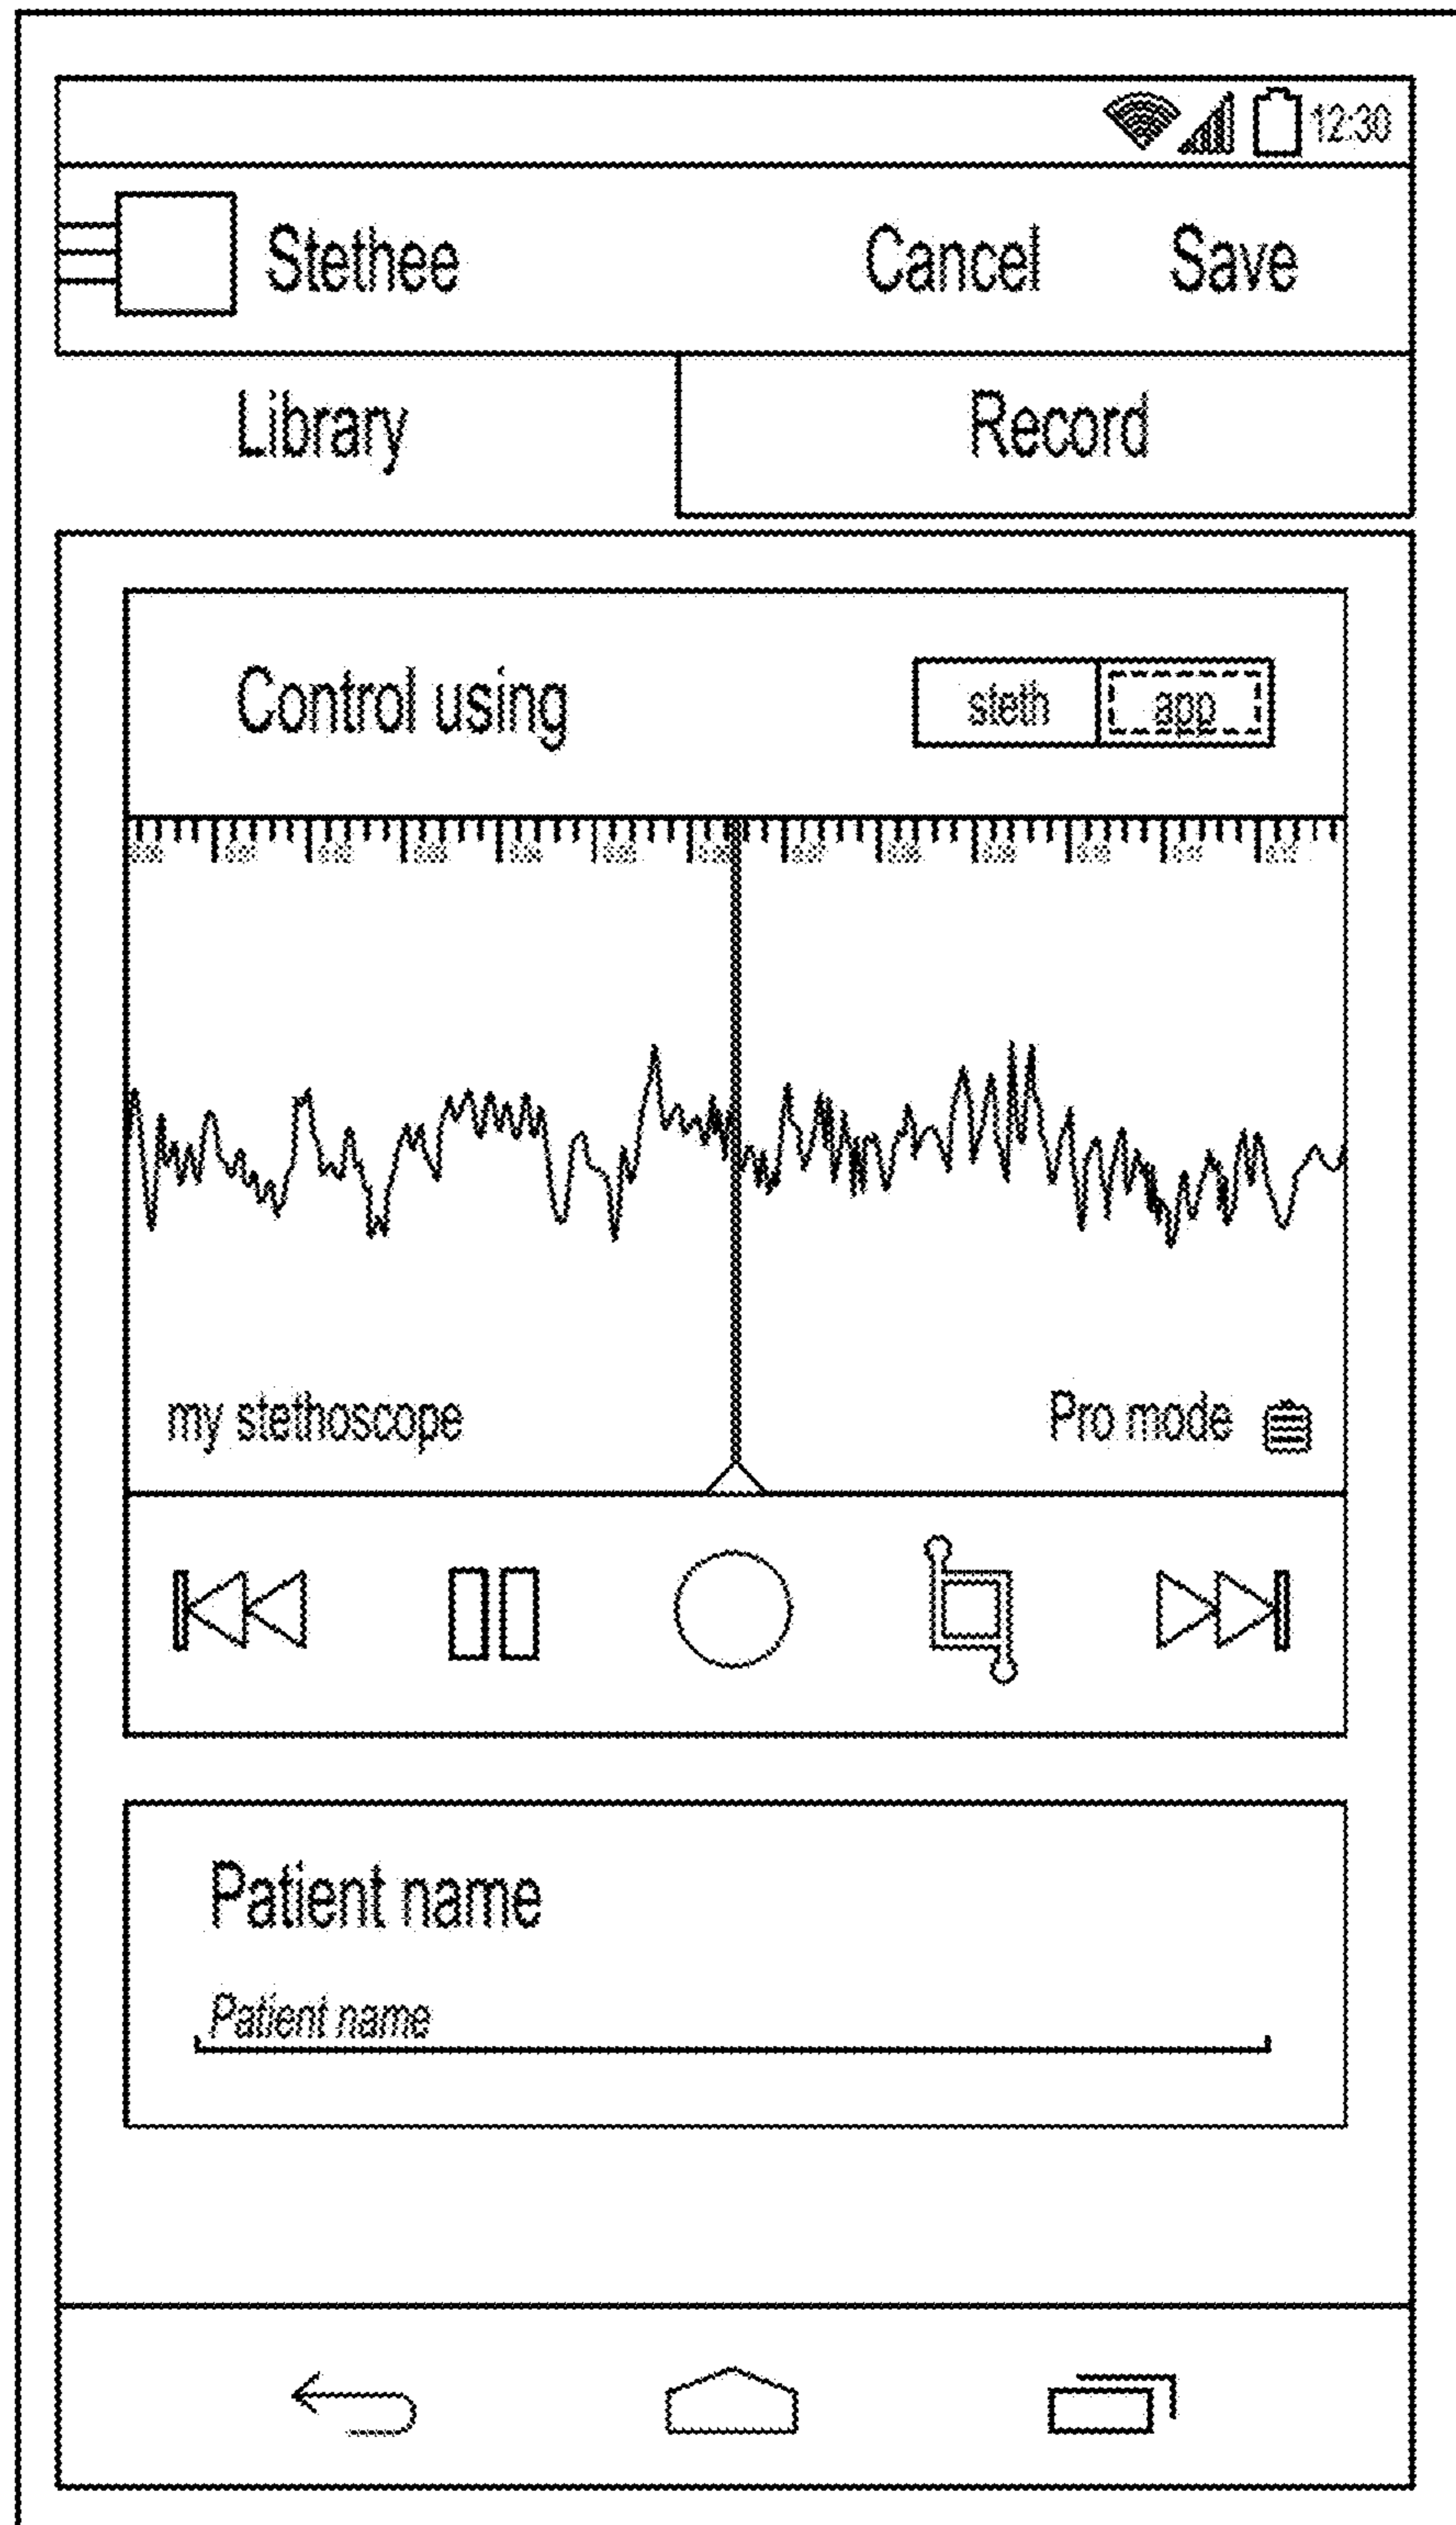 12:30
Stethee Cancel Save
Library Record
Control using steth app
my stethoscope Pro mode
Patient name
Patient name